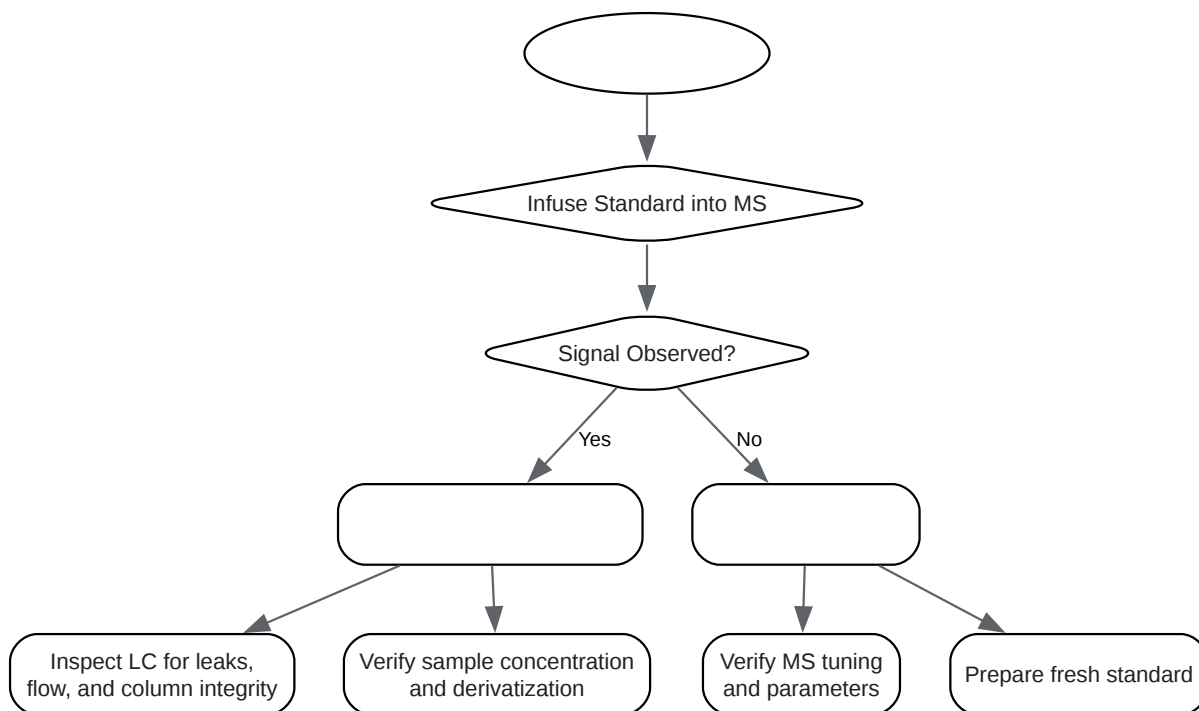 Infuse Standard into MS
Signal Observed?
Yes
No
Inspect LC for leaks,
flow, and column integrity
Verify sample concentration
and derivatization
Verify MS tuning
and parameters
Prepare fresh standard